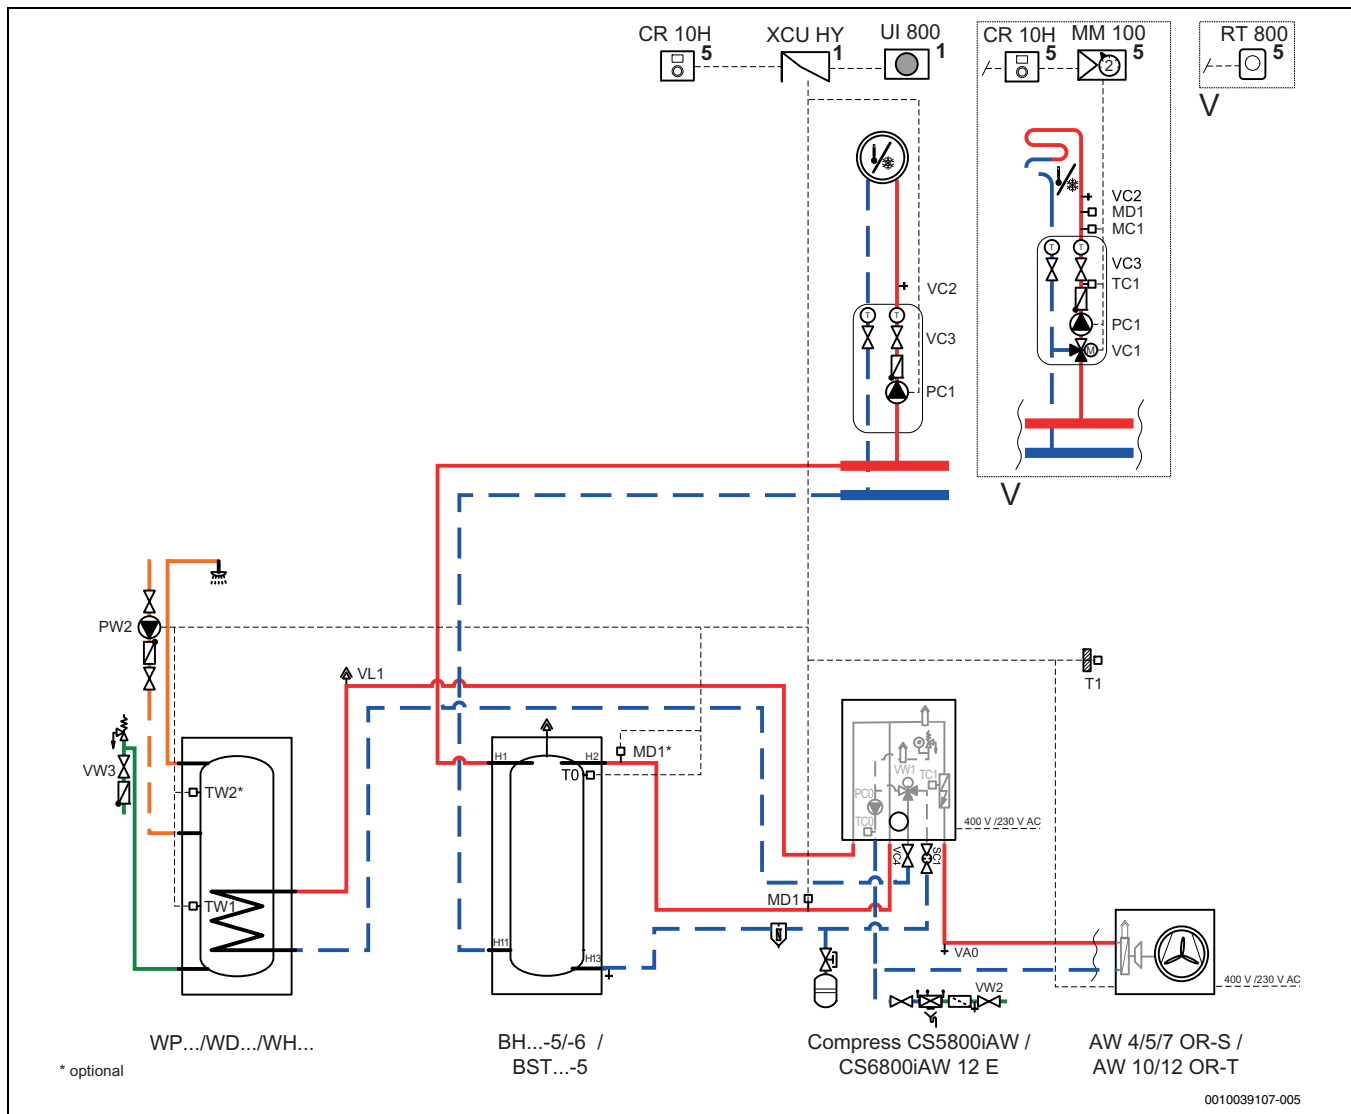 CR 10H
5
XCU HY
1
UI 800
1
CR 10H
5
MM 100
5
2
RT 800
5
V
VC2
MD1
MC1
T T
VC3
TC1
PC1
M
VC1
VC2
T T
VC3
PC1
V
PW2
VL1
T1
VW3
TW2*
TW1
H1
H2
MD1*
T0
H11
H13
VW1
TC1
PC0
TC0
400 V /230 V AC
VC4
SC1
MD1
VA0
VW2
400 V /230 V AC
WP.../WD.../WH...
BH...-5/-6 /
BST...-5
Compress CS5800iAW /
CS6800iAW 12 E
AW 4/5/7 OR-S /
AW 10/12 OR-T
* optional
0010039107-005